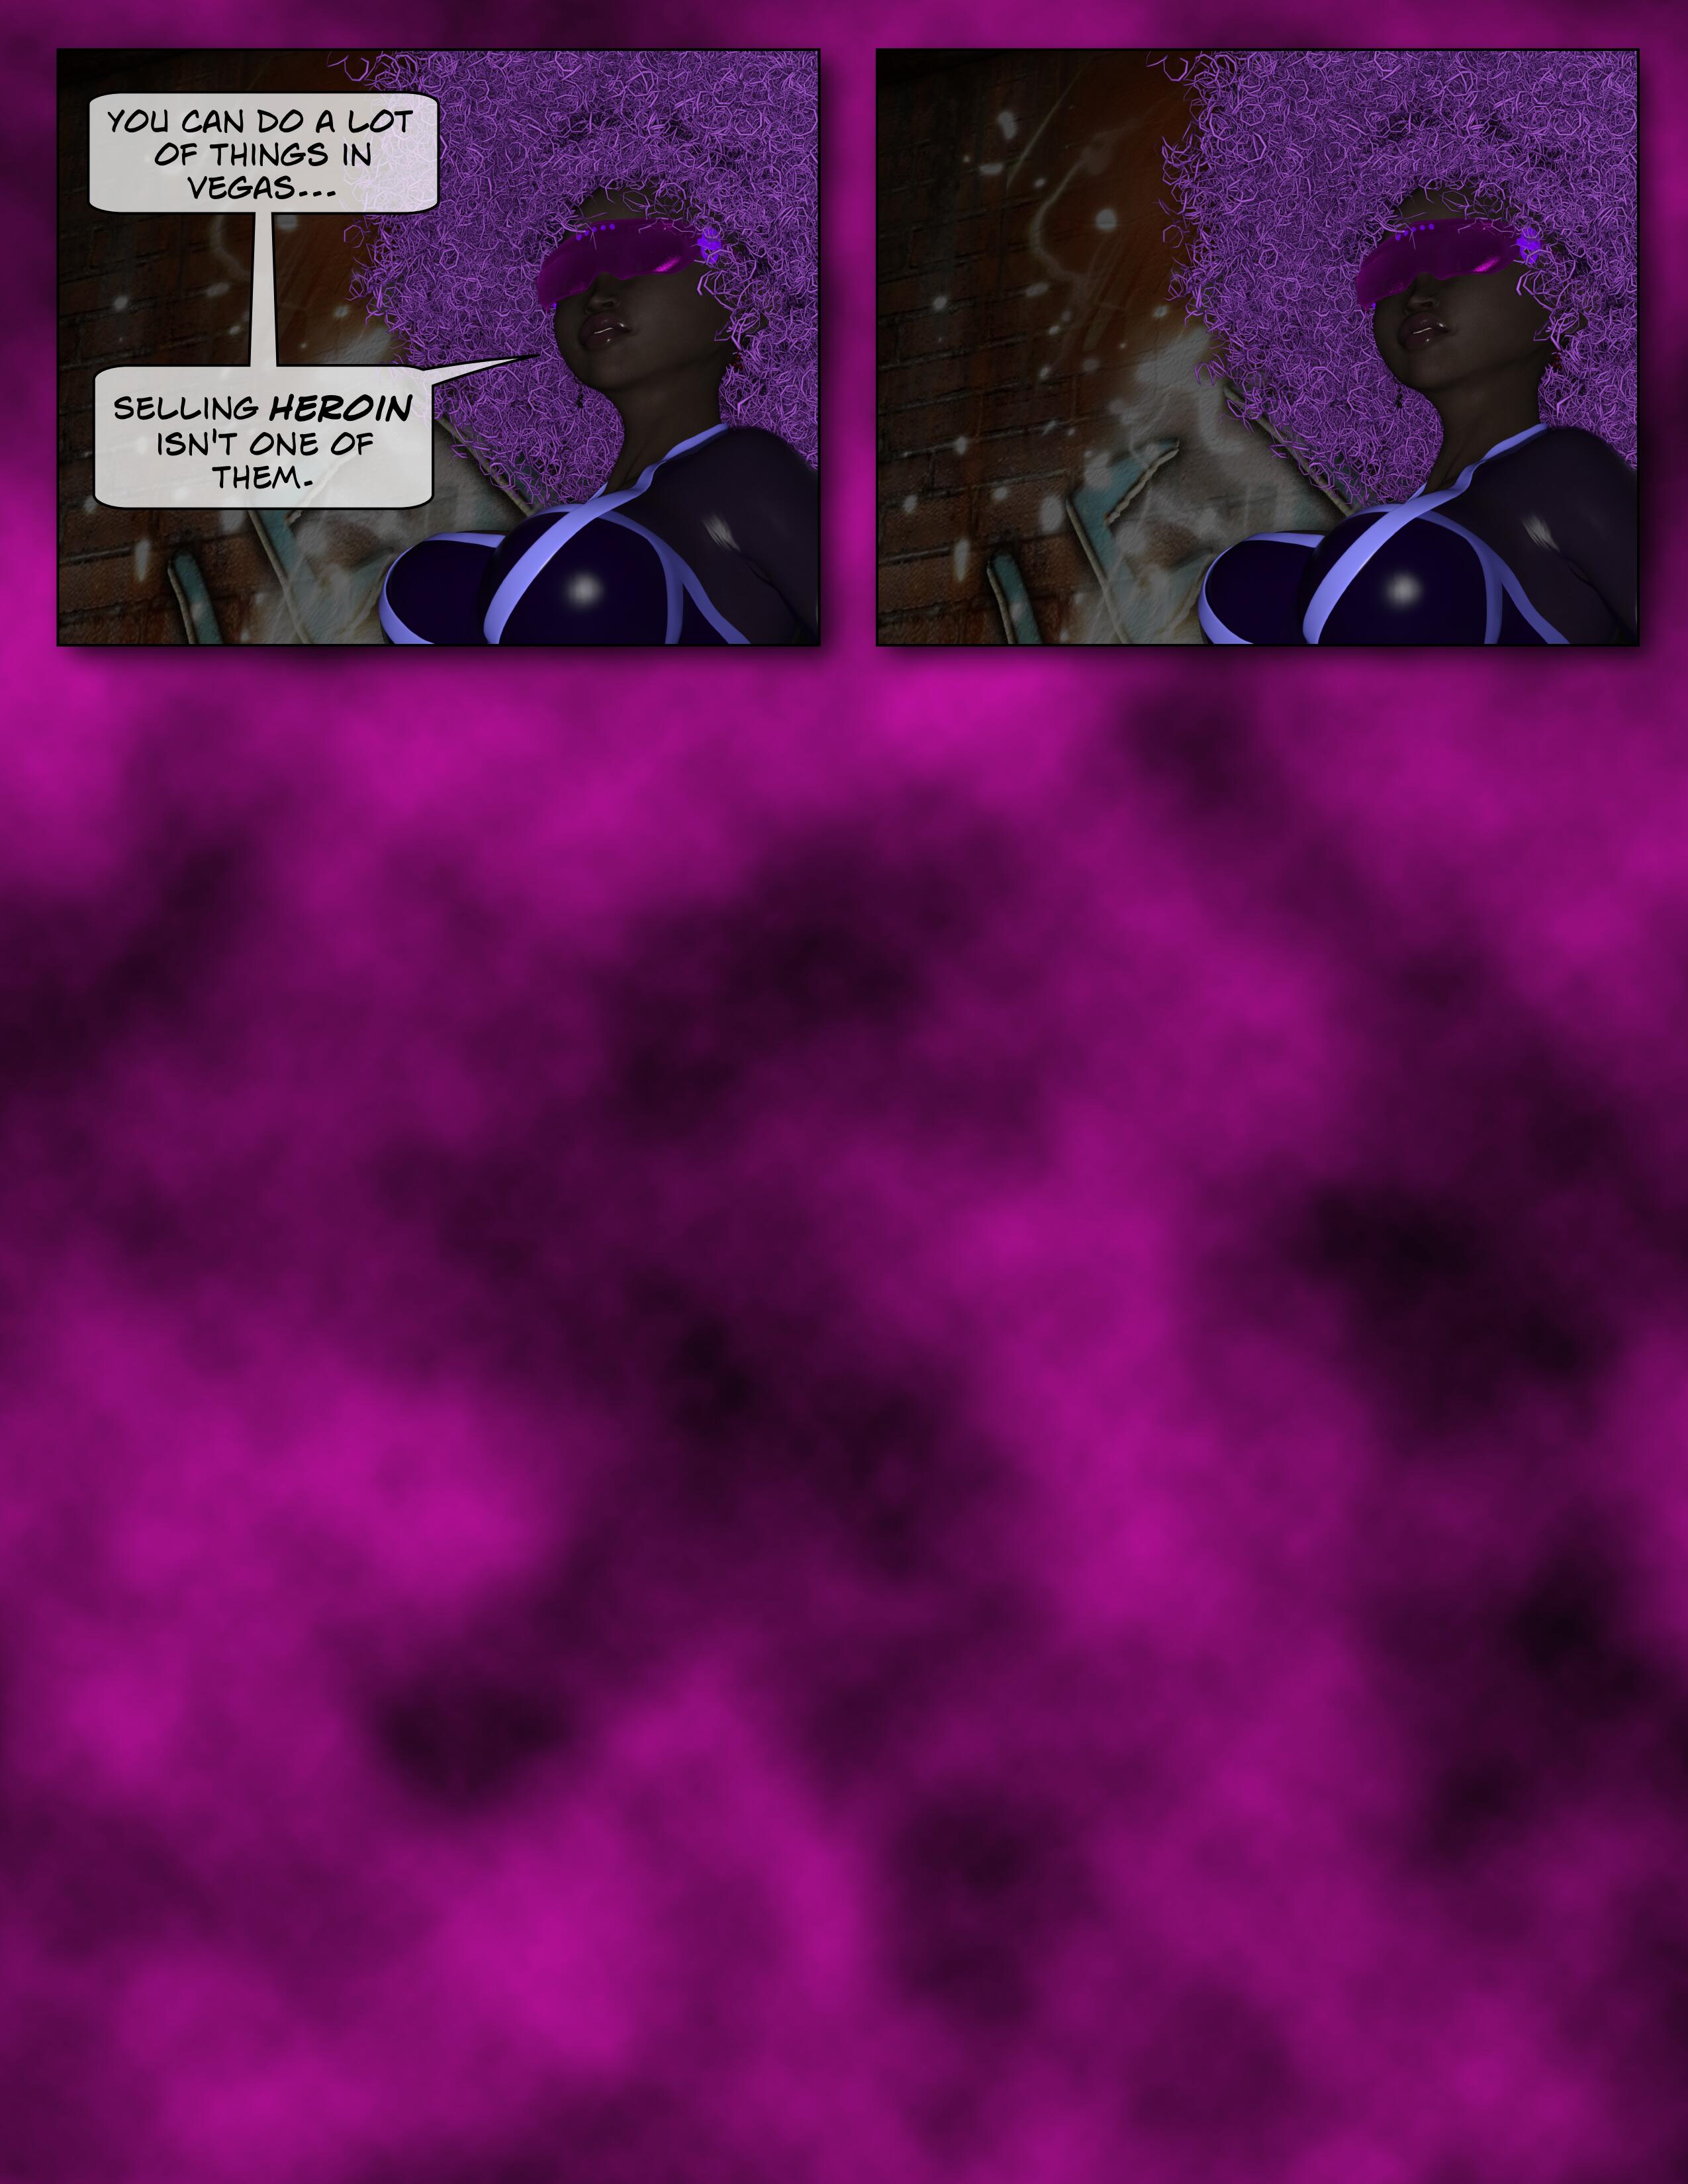 YOU CAN DO A LOT
OF THINGS IN
VEGAS...
SELLING HEROIN
ISN'T ONE OF
THEM.